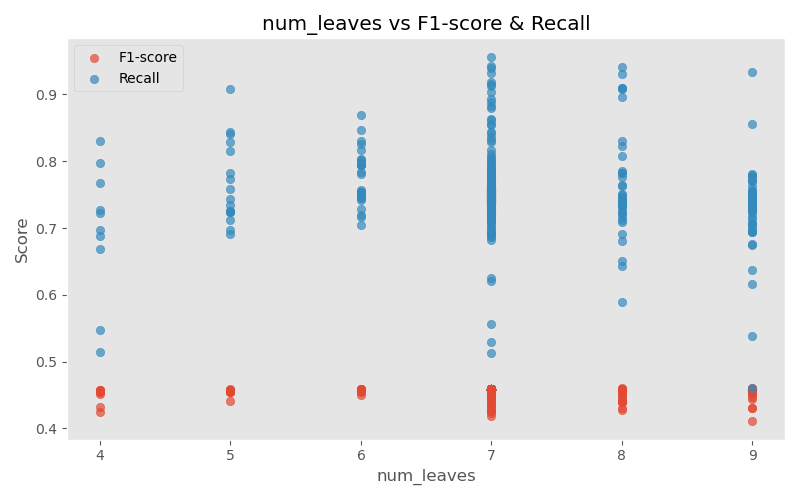 num_leaves vs F1-score & Recall
F1-score
Recall
Score
0.9
0.8
0.7
0.6
0.5
0.4
4 5 6 7 8 9
num_leaves